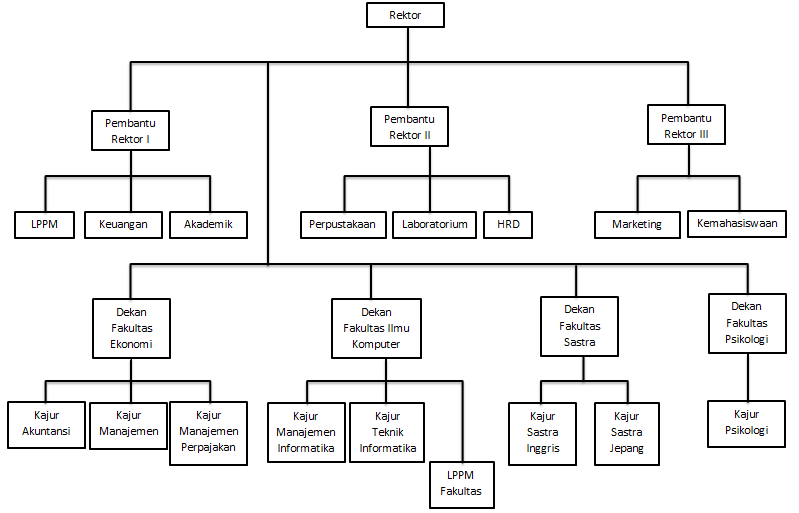 Rektor
Pembantu
Rektor I
Pembantu
Rektor II
Pembantu
Rektor III
LPPM
Keuangan
Akademik
Perpustakaan
Laboratorium
HRD
Marketing
Kemahasiswaan
Dekan
Fakultas
Ekonomi
Dekan
Fakultas Ilmu
Komputer
Dekan
Fakultas
Sastra
Dekan
Fakultas
Psikologi
Kajur
Akuntansi
Kajur
Manajemen
Kajur
Manajemen
Perpajakan
Kajur
Manajemen
Informatika
Kajur
Teknik
Informatika
LPPM
Fakultas
Kajur
Sastra
Inggris
Kajur
Sastra
Jepang
Kajur
Psikologi